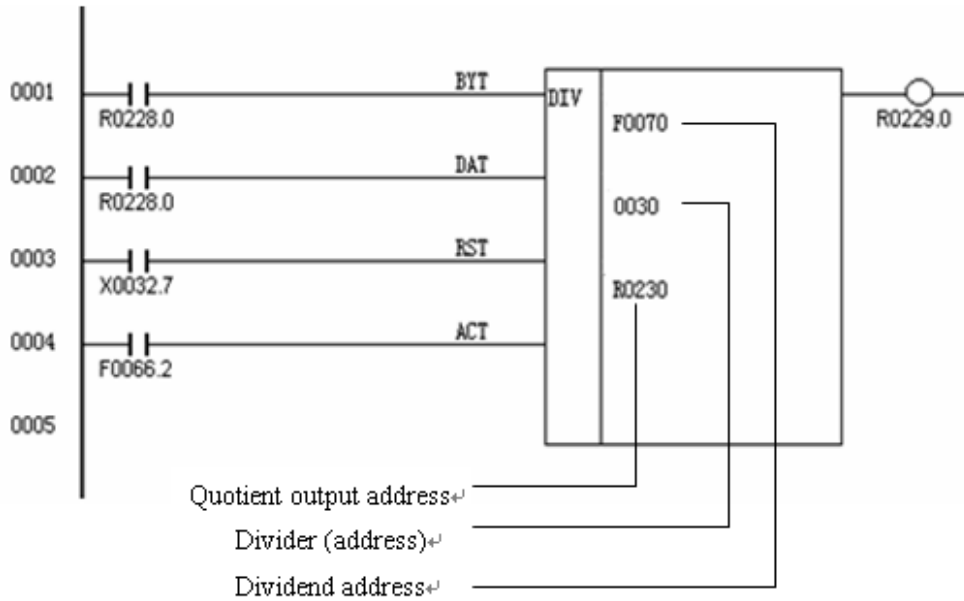 0001
R0228.0
BYT
DIV
F0070
R0229.0
0002
R0228.0
DAT
0030
0003
X0032.7
RST
R0230
0004
F0066.2
ACT
0005
Quotient output address↵
Divider (address)↵
Dividend address↵